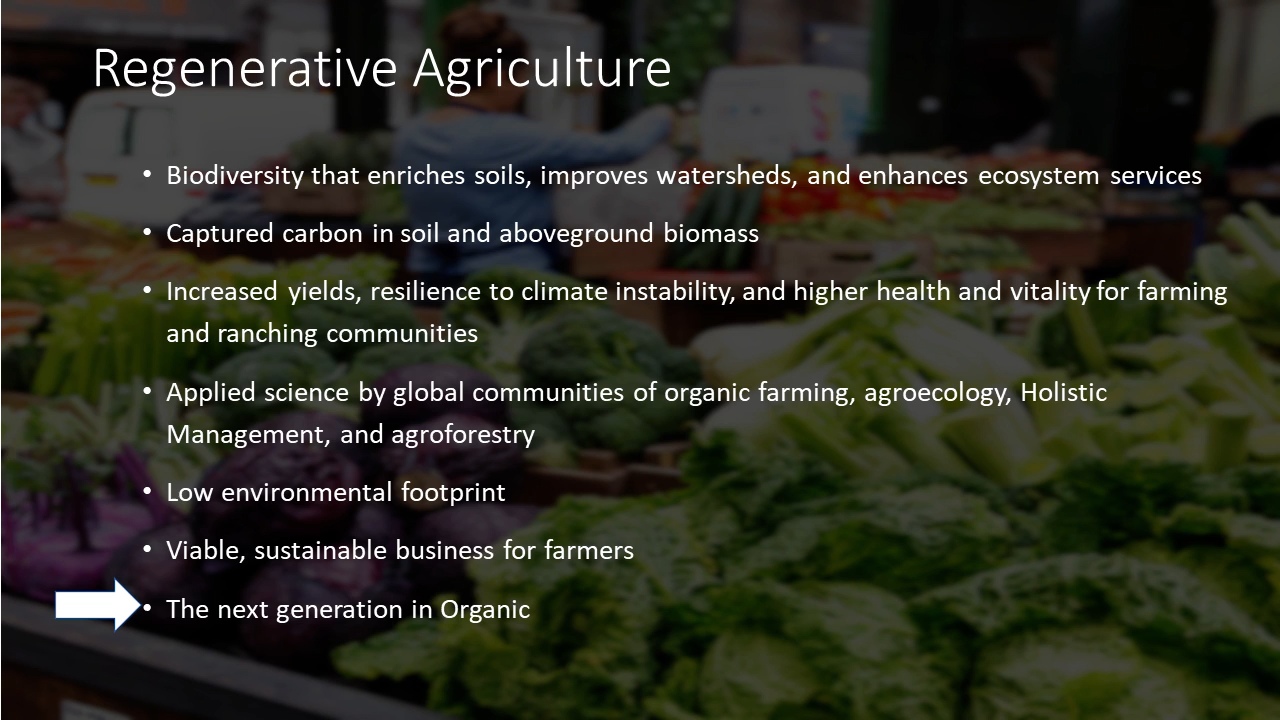 Regenerative Agriculture
• Biodiversity that enriches soils, improves watersheds, and enhances ecosystem services
• Captured carbon in soil and aboveground biomass
• Increased yields, resilience to climate instability, and higher health and vitality for farming
and ranching communities
• Applied science by global communities of organic farming, agroecology, Holistic
Management, and agroforestry
• Low environmental footprint
• Viable, sustainable business for farmers
• The next generation in Organic